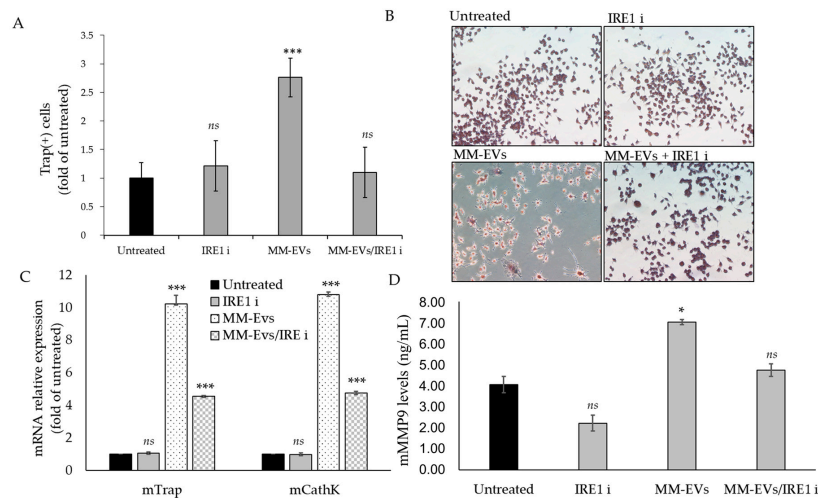 A
Trap(+) cells
(fold of untreated)
3.5
3
2.5
2
1.5
1
0.5
0
ns
***
ns
Untreated
IRE1 i
MM-EVs
MM-EVs/IRE1 i
B
Untreated
IRE1 i
MM-EVs
MM-EVs + IRE1 i
C
mRNA relative expression
(fold of untreated)
12
10
8
6
4
2
0
Untreated
IRE1 i
MM-Evs
MM-Evs/IRE i
ns
***
***
ns
***
***
mTrap
mCathK
D
mMMP9 levels (ng/mL)
8.00
7.00
6.00
5.00
4.00
3.00
2.00
1.00
0.00
ns
*
ns
Untreated
IRE1 i
MM-EVs
MM-EVs/IRE1 i